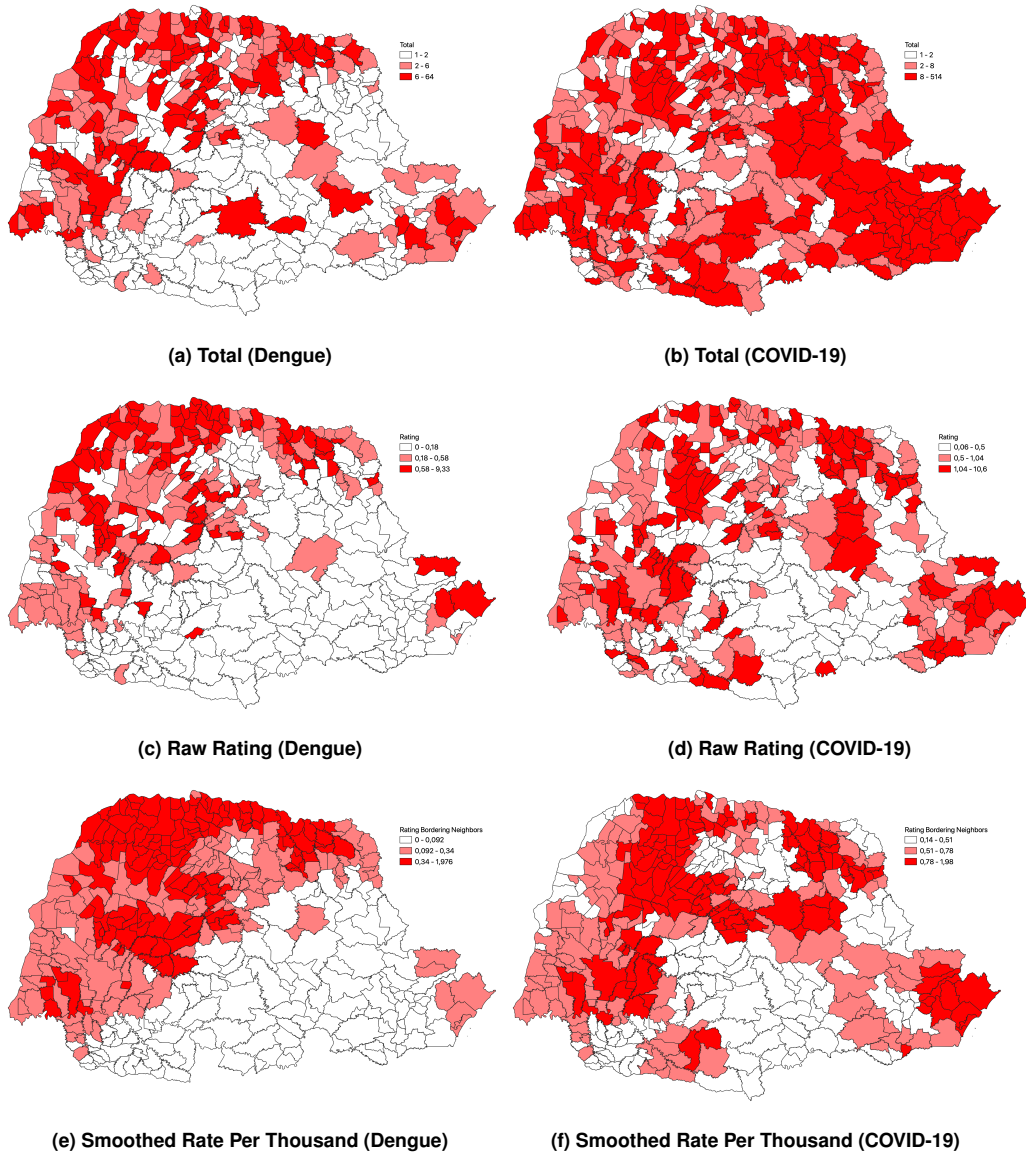 Total
1 - 2
2 - 6
6 - 64
(a) Total (Dengue)
Total
1 - 2
2 - 8
8 - 514
(b) Total (COVID-19)
Rating
0 - 0,18
0,18 - 0,58
0,58 - 9,33
(c) Raw Rating (Dengue)
Rating
0,06 - 0,5
0,5 - 1,04
1,04 - 10,6
(d) Raw Rating (COVID-19)
Rating Bordering Neighbors
0 - 0,092
0,092 - 0,34
0,34 - 1,976
(e) Smoothed Rate Per Thousand (Dengue)
Rating Bordering Neighbors
0,14 - 0,51
0,51 - 0,78
0,78 - 1,98
(f) Smoothed Rate Per Thousand (COVID-19)